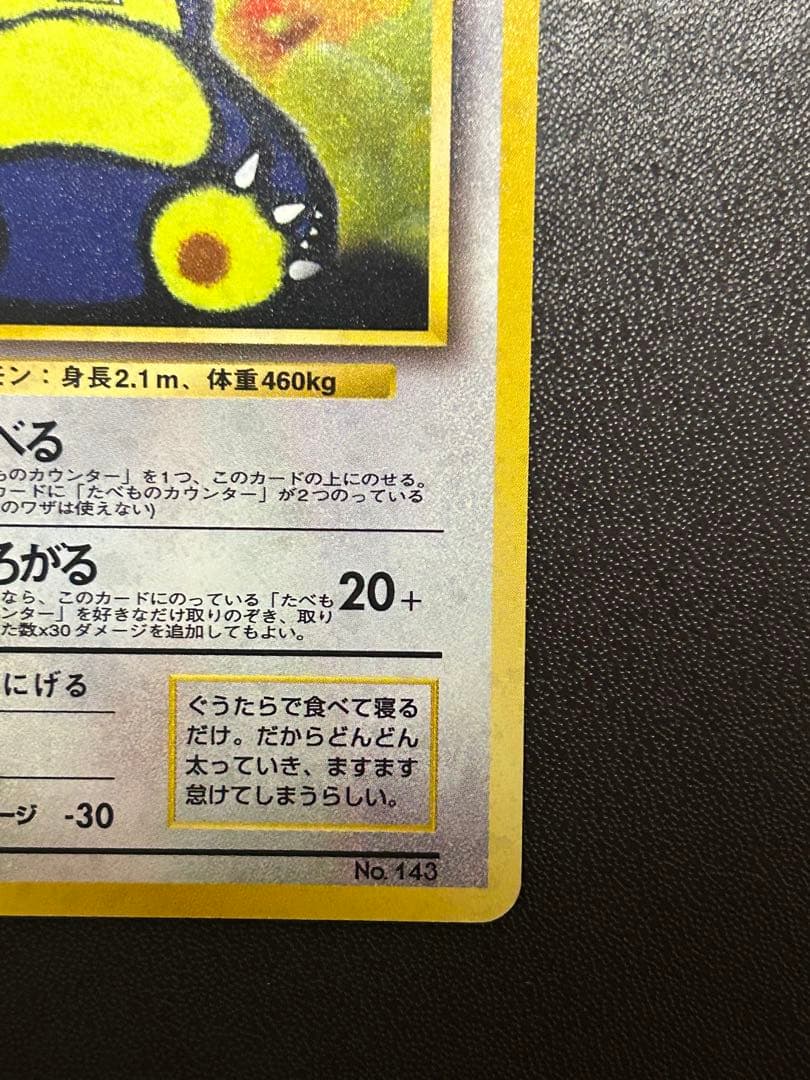 モン：身長2.1m、体重460kg
べる
ものカウンター」を1つ、このカードの上にのせる。
カードに「たべものカウンター」が2つのっている
のワザは使えない)
ろがる
なら、このカードにのっている「たべも
ンター」を好きなだけ取りのぞき、取り
た数x30ダメージを追加してもよい。
20+
にげる
ぐうたらで食べて寝る
だけ。だからどんどん
太っていき、ますます
怠けてしまうらしい。
ージ -30
No. 143